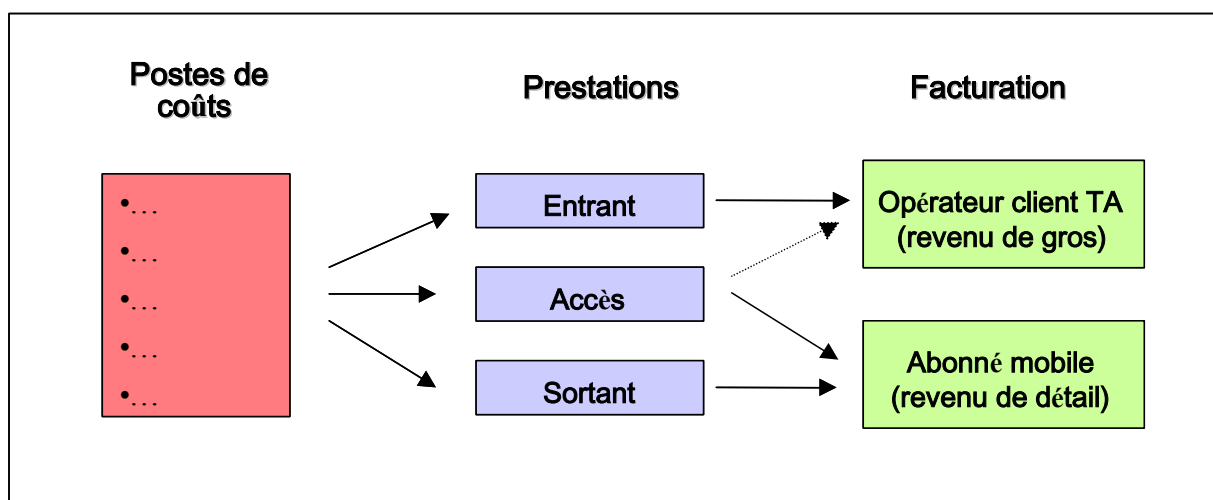 Postes de
coûts
Prestations
Facturation
•...
•...
•...
•...
•...
Entrant
Accès
Sortant
Opérateur client TA
(revenu de gros)
Abonné mobile
(revenu de détail)